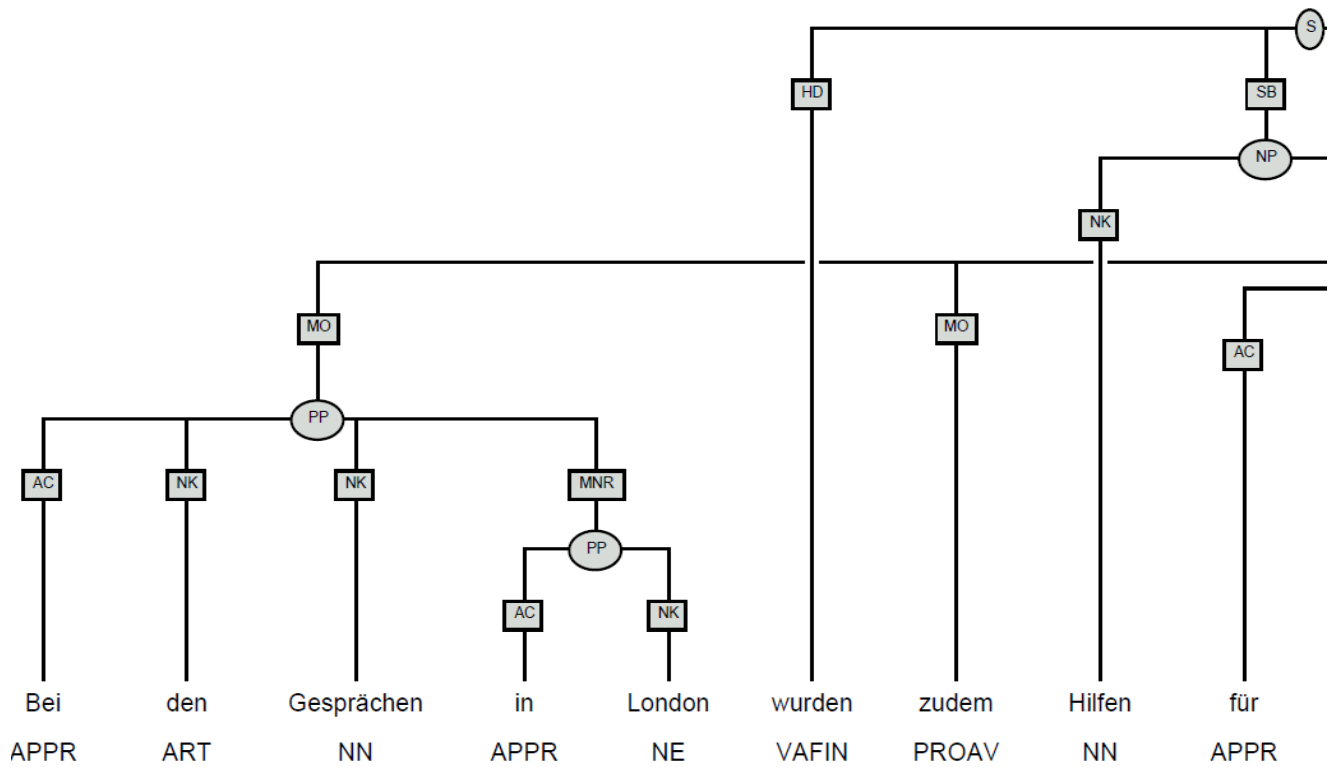 S
HD SB
NP
NK
MO MO
AC
PP
AC NK NK MNR
PP
AC NK
Bei den Gesprächen in London wurden zudem Hilfen für
APPR ART NN APPR NE VAFIN PROAV NN APPR